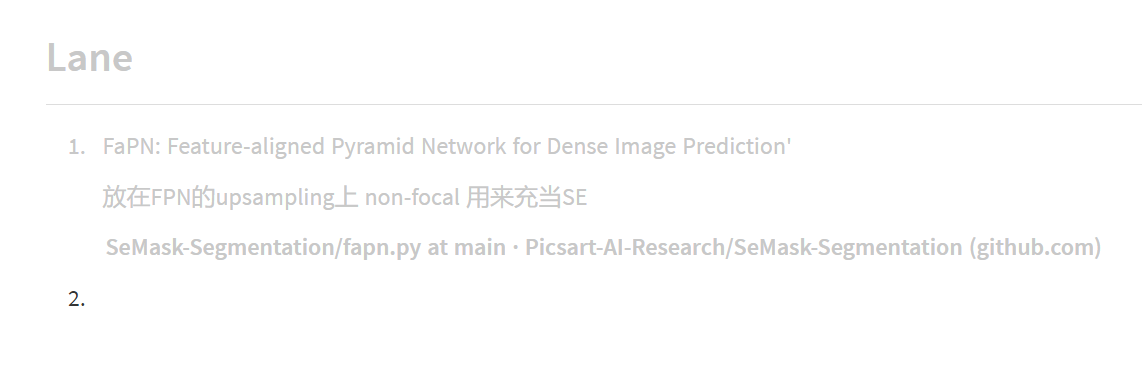 Lane
1. FaPN: Feature-aligned Pyramid Network for Dense Image Prediction'
放在FPN的upsampling上 non-focal 用来充当SE
SeMask-Segmentation/fapn.py at main · Picsart-AI-Research/SeMask-Segmentation (github.com)
2.